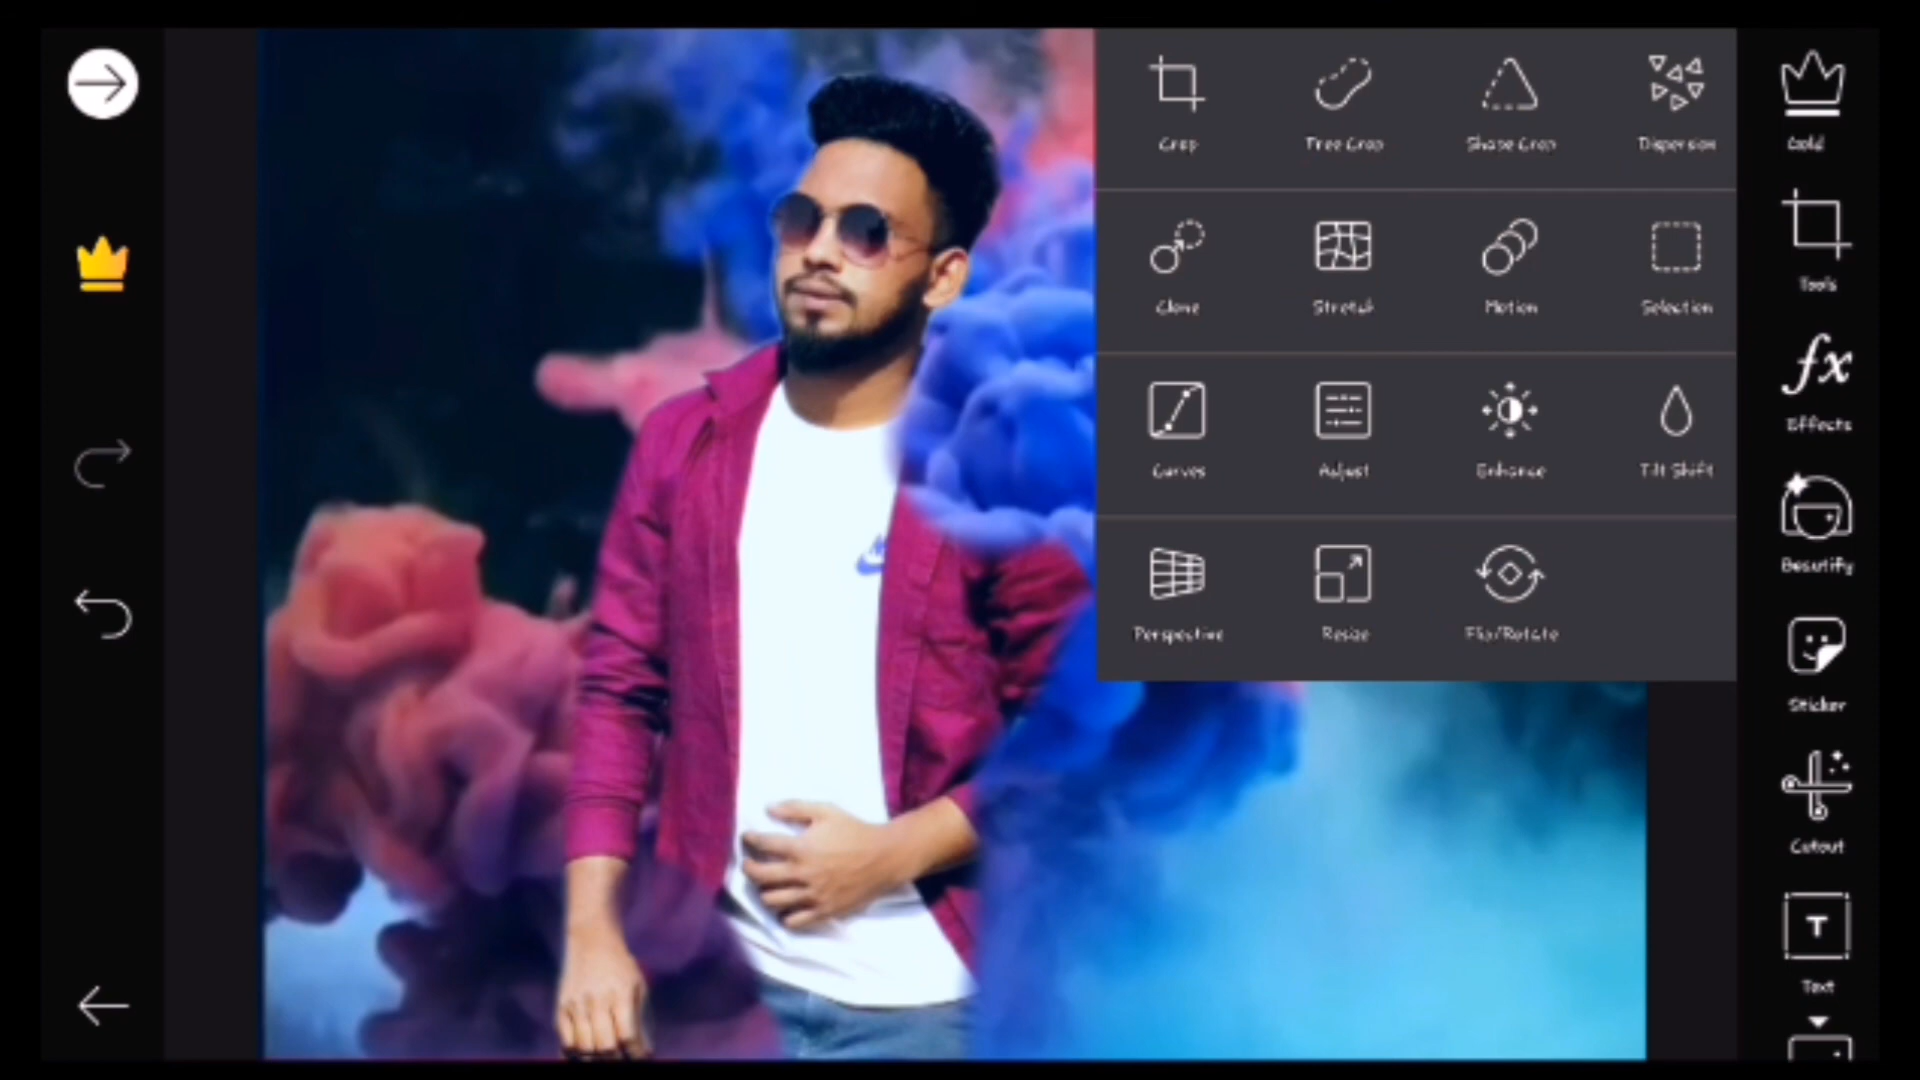 Crop
Free Crop
Shape Crop
Dispersion
Gold
Clone
Stretch
Motion
Selection
Tools
Curves
Adjust
Enhance
Tilt Shift
Effects
Perspective
Resize
Flip/Rotate
Beautify
Sticker
Cutout
T
Text